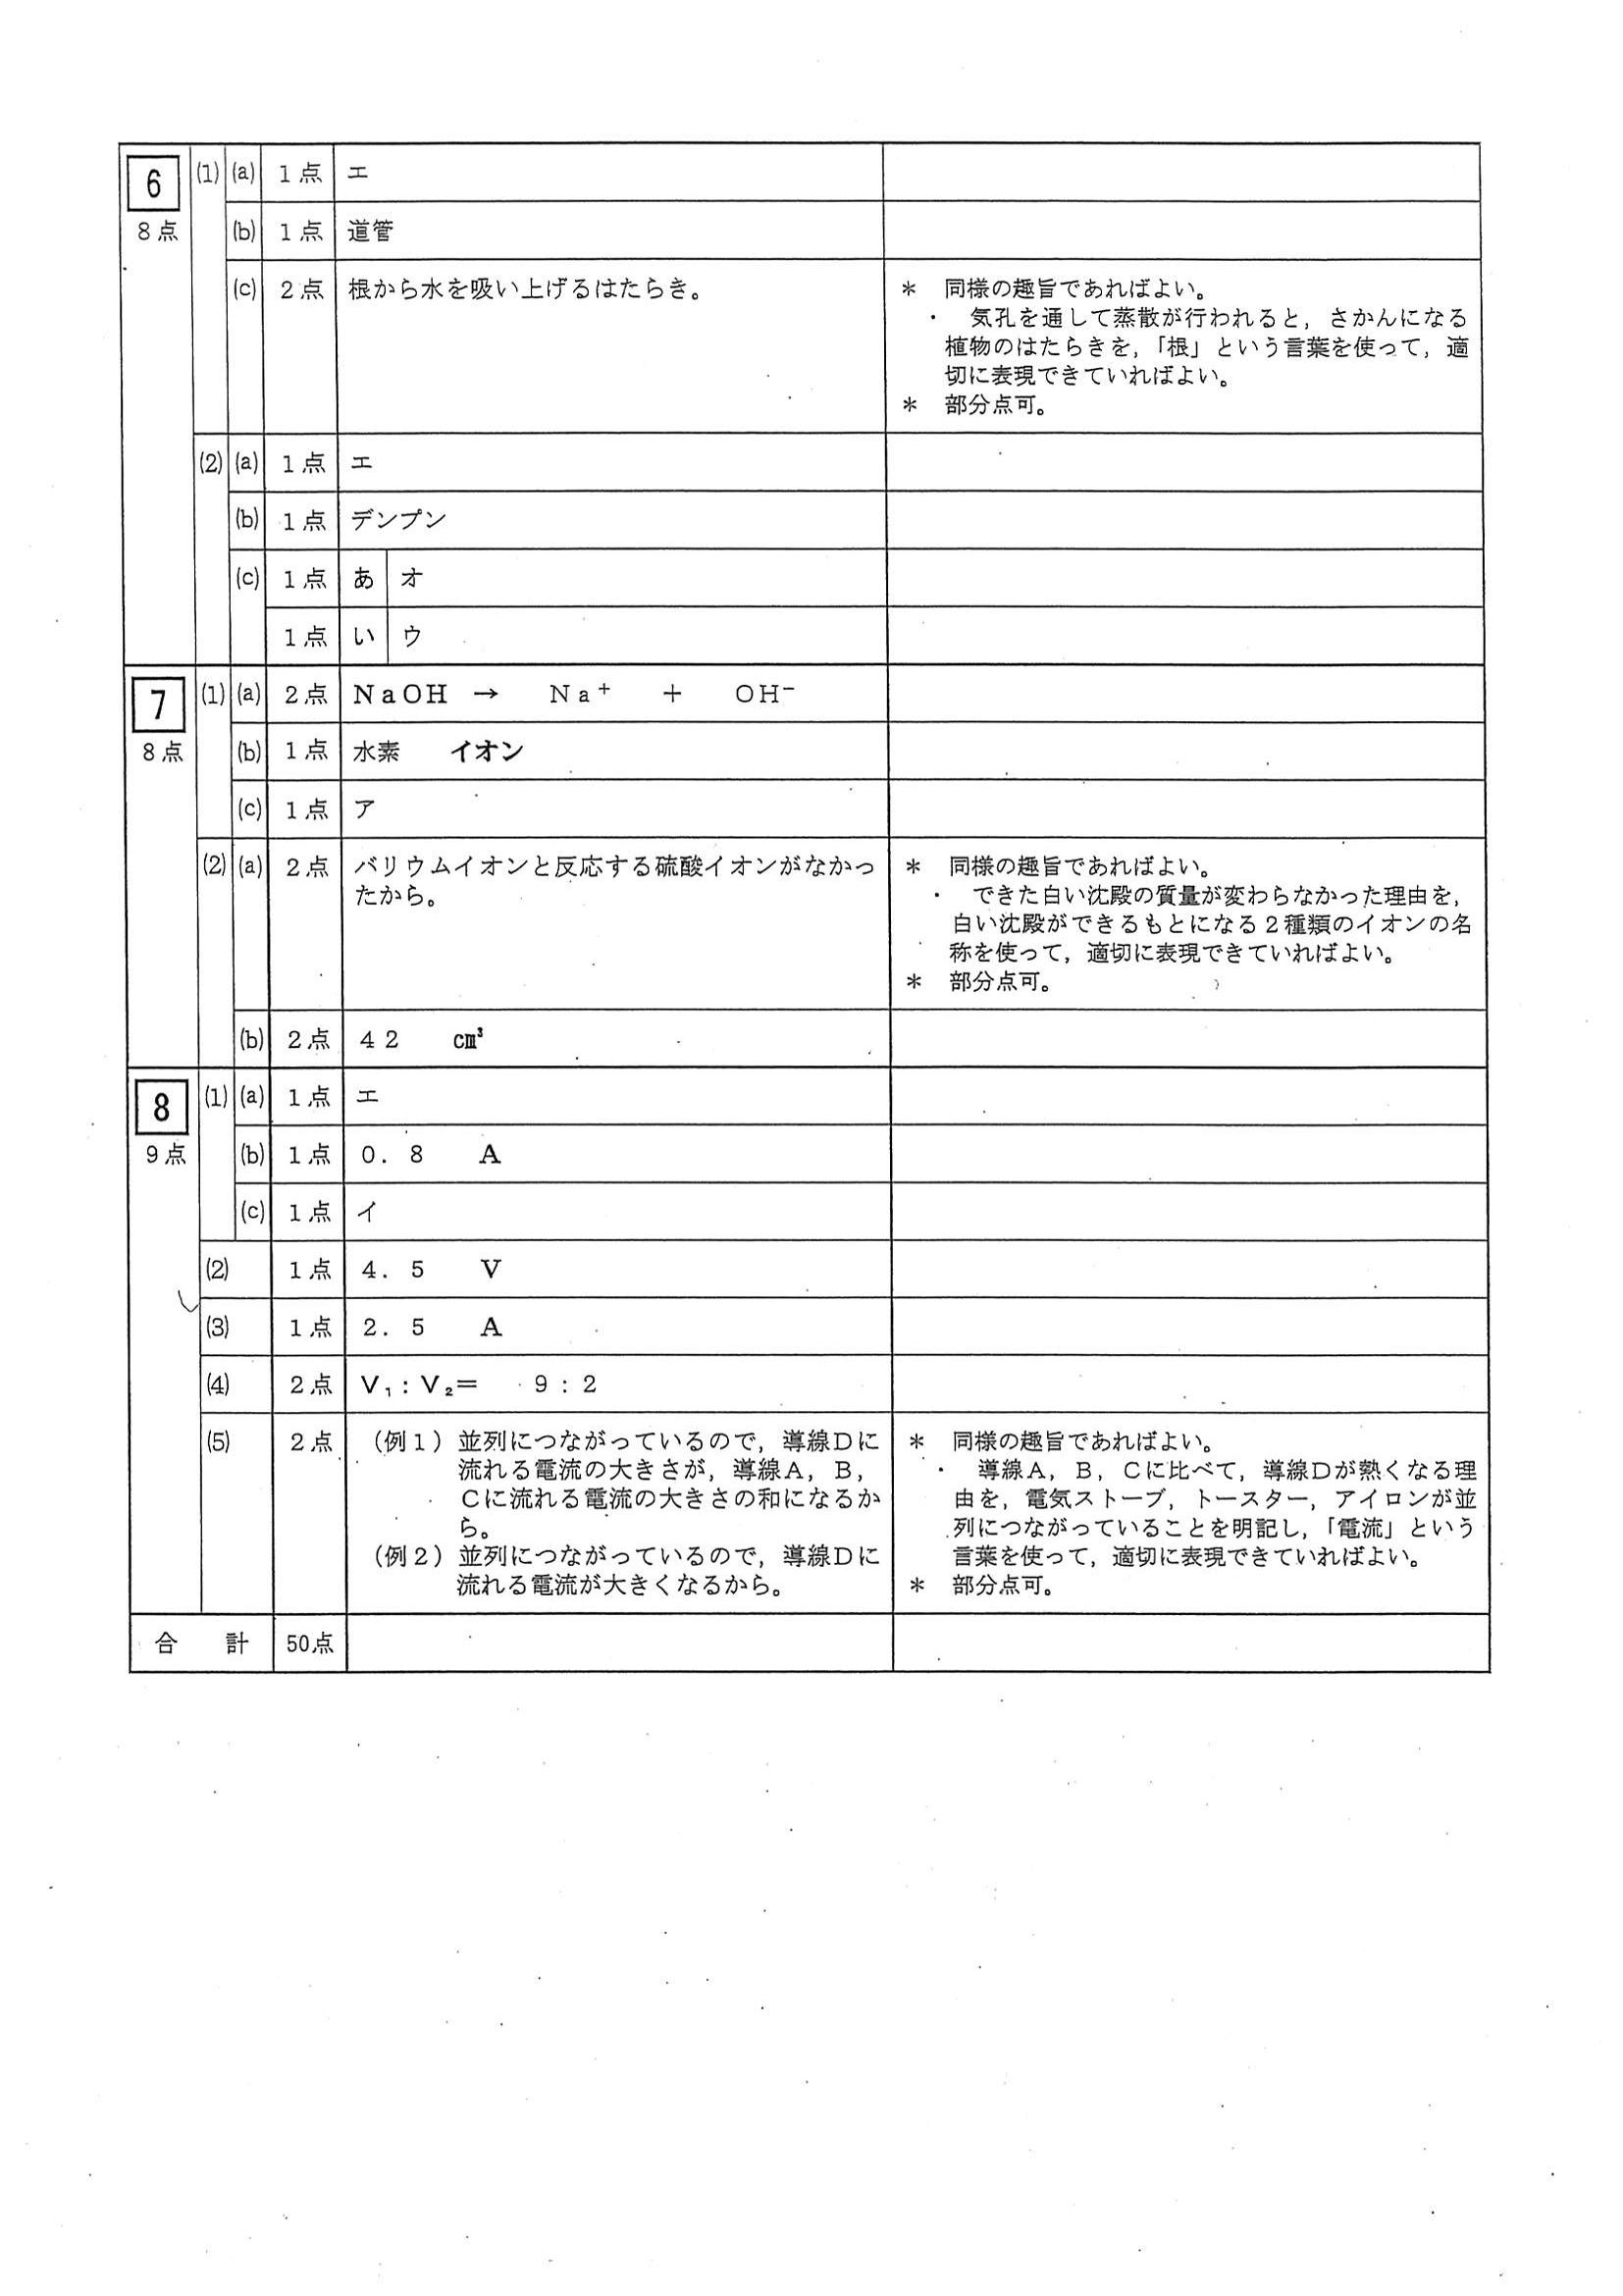 6 (1) (a) 1点 エ
8点 (b) 1点 道管
(c) 2点 根から水を吸い上げるはたらき。 ＊ 同様の趣旨であればよい。
・ 気孔を通して蒸散が行われると，さかんになる
植物のはたらきを，「根」という言葉を使って，適
切に表現できていればよい。
＊ 部分点可。
(2) (a) 1点 エ
(b) 1点 デンプン
(c) 1点 あ オ
1点 い ウ
7 (1) (a) 2点 NaOH → Na⁺ + OH⁻
8点 (b) 1点 水素 イオン
(c) 1点 ア
(2) (a) 2点 バリウムイオンと反応する硫酸イオンがなかっ ＊ 同様の趣旨であればよい。
たから。 ・ できた白い沈殿の質量が変わらなかった理由を，
白い沈殿ができるもとになる２種類のイオンの名
称を使って，適切に表現できていればよい。
＊ 部分点可。
(b) 2点 42 cm³
8 (1) (a) 1点 エ
9点 (b) 1点 0.8 A
(c) 1点 イ
(2) 1点 4.5 V
(3) 1点 2.5 A
(4) 2点 V₁：V₂＝ 9：2
(5) 2点 （例１）並列につながっているので，導線Ｄに ＊ 同様の趣旨であればよい。
流れる電流の大きさが，導線Ａ，Ｂ， ・ 導線Ａ，Ｂ，Ｃに比べて，導線Ｄが熱くなる理
Ｃに流れる電流の大きさの和になるか 由を，電気ストーブ，トースター，アイロンが並
ら。 列につながっていることを明記し，「電流」という
（例２）並列につながっているので，導線Ｄに 言葉を使って，適切に表現できていればよい。
流れる電流が大きくなるから。 ＊ 部分点可。
合 計 50点